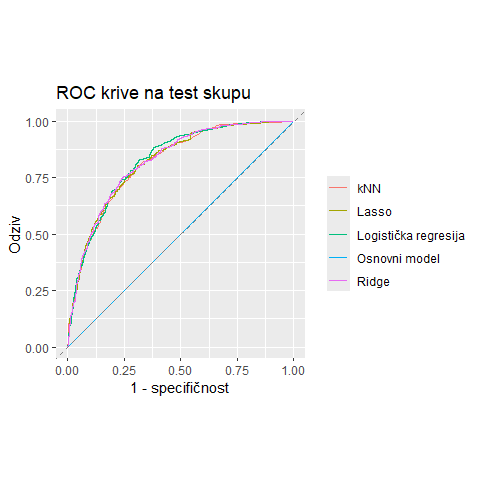 ROC krive na test skupu
1.00
0.75
0.50
0.25
0.00
Odziv
0.00 0.25 0.50 0.75 1.00
1 - specifičnost
kNN
Lasso
Logistička regresija
Osnovni model
Ridge